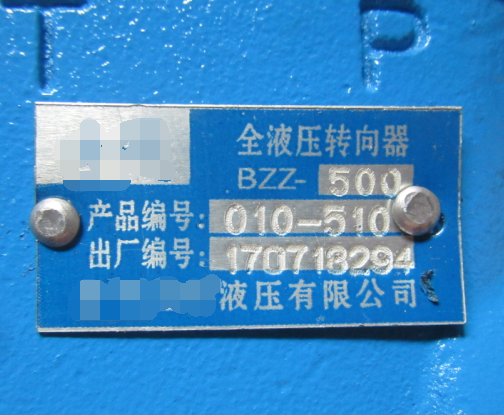 T P
全液压转向器
BZZ-500
产品编号: 010-510
出厂编号: 170718294
液压有限公司